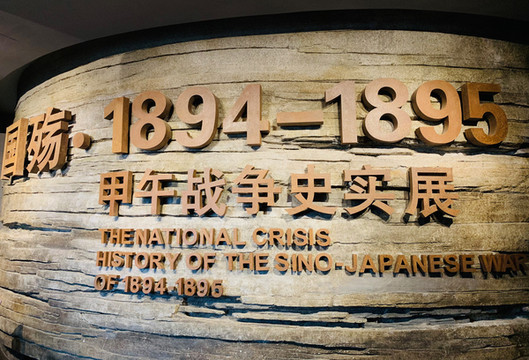 国殇·1894–1895
甲午战争史实展
THE NATIONAL CRISIS
HISTORY OF THE SINO-JAPANESE WAR
OF 1894-1895